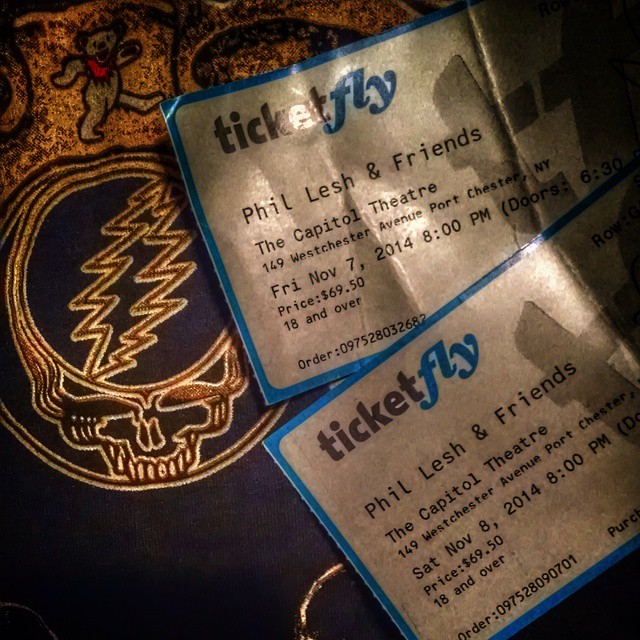 ticketfly
Phil Lesh & Friends
The Capitol Theatre
149 Westchester Avenue Port Chester, NY
Fri Nov 7, 2014 8:00 PM (Doors: 6:30
Price:$69.50
18 and over
Order:097528032682
Row
ticketfly
Phil Lesh & Friends
The Capitol Theatre
149 Westchester Avenue Port Chester,
Sat Nov 8, 2014 8:00 PM
Price:$69.50
18 and over
Order:097528090701
Row:
Purch